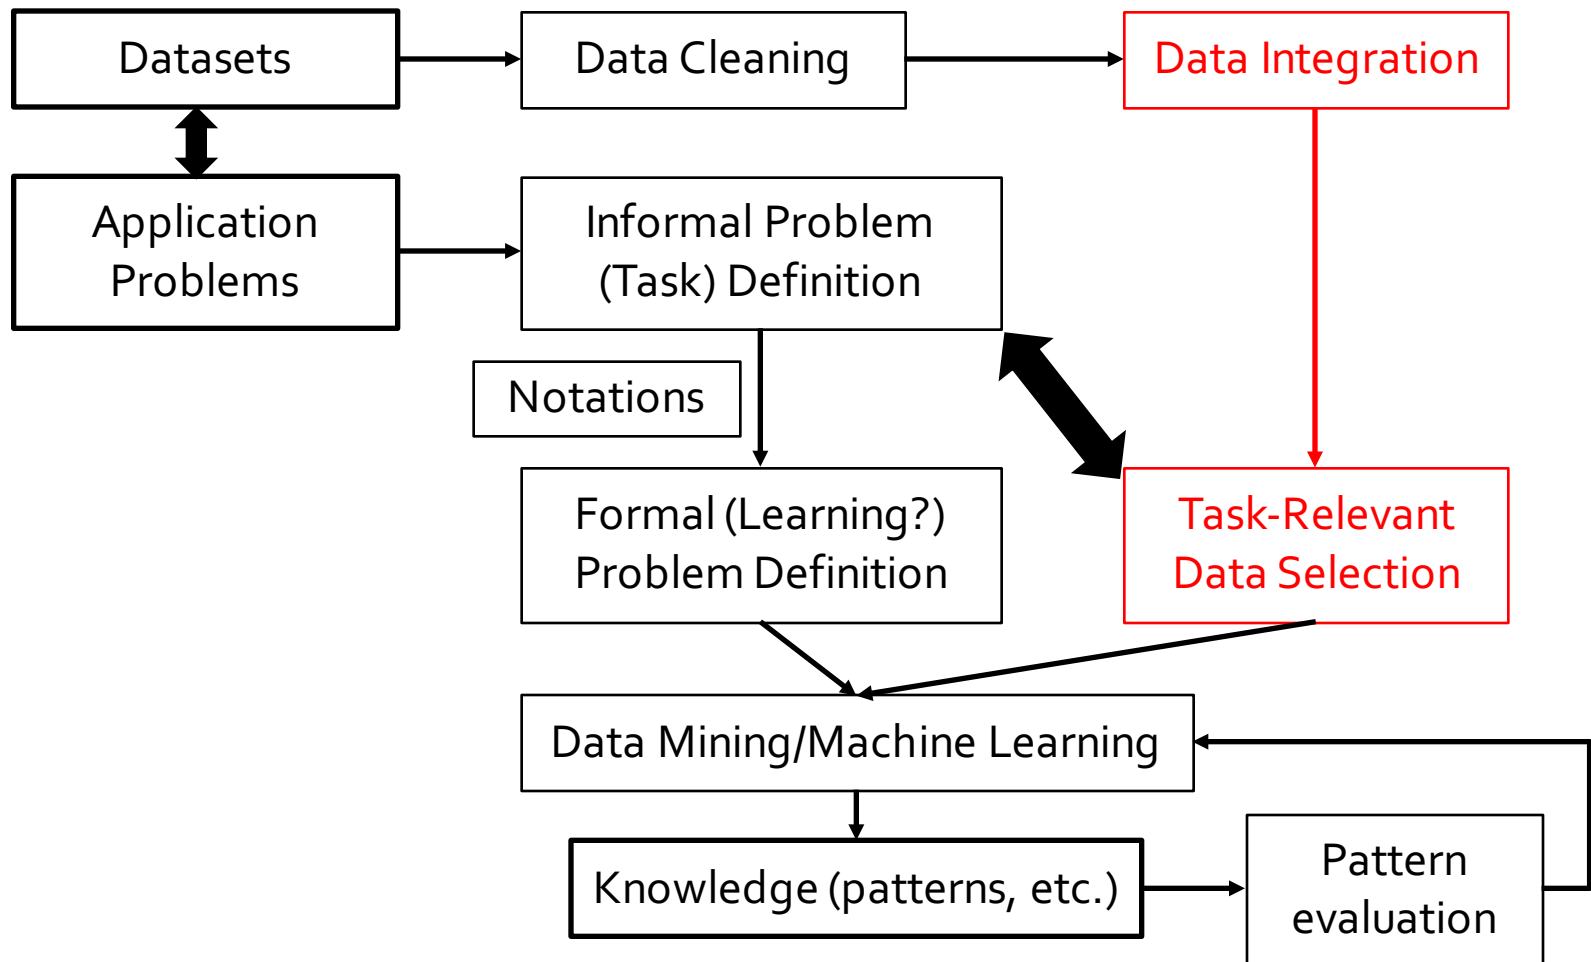 Datasets
Data Cleaning
Data Integration
Application
Problems
Informal Problem
(Task) Definition
Notations
Formal (Learning?)
Problem Definition
Task-Relevant
Data Selection
Data Mining/Machine Learning
Knowledge (patterns, etc.)
Pattern
evaluation